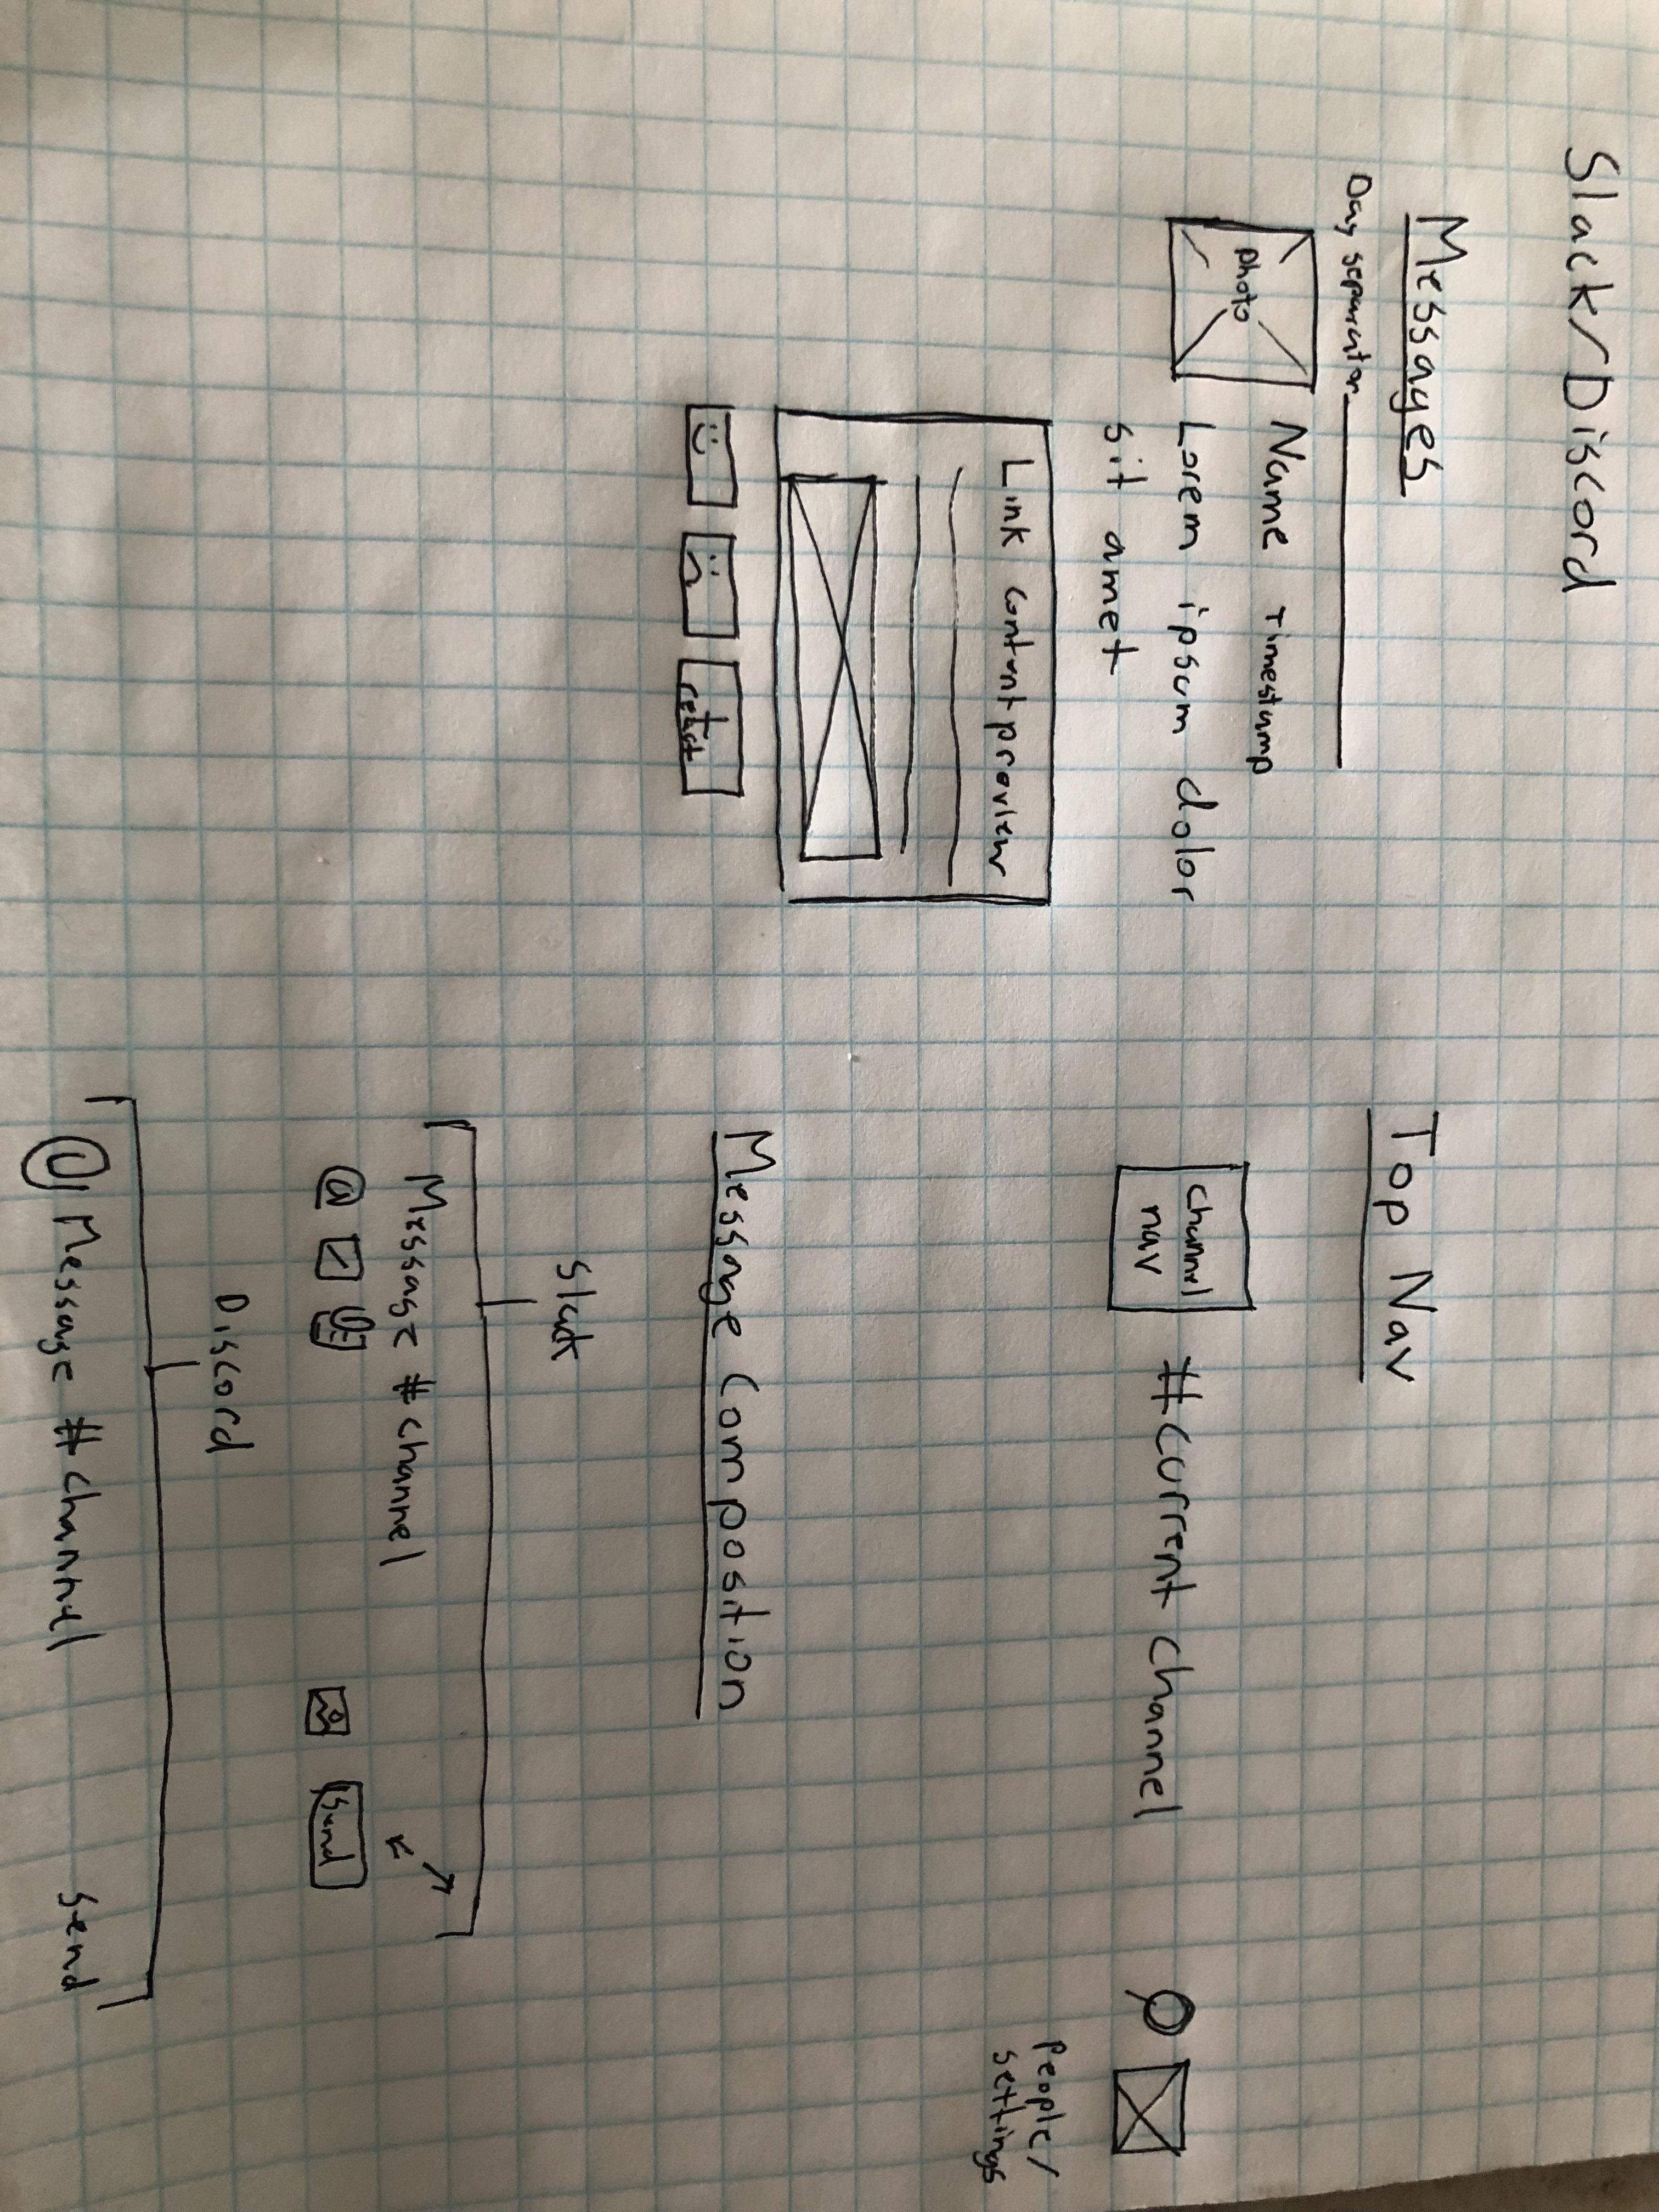 Slack/Discord
Messages
Day separator
photo
Name Timestamp
Lorem ipsum dolor
sit amet
Link content preview
+
react
Top Nav
Channel
nav
#current channel
People/
settings
Message Composition
Slack
Message #channel
@
Send
Discord
Message #channel
Send